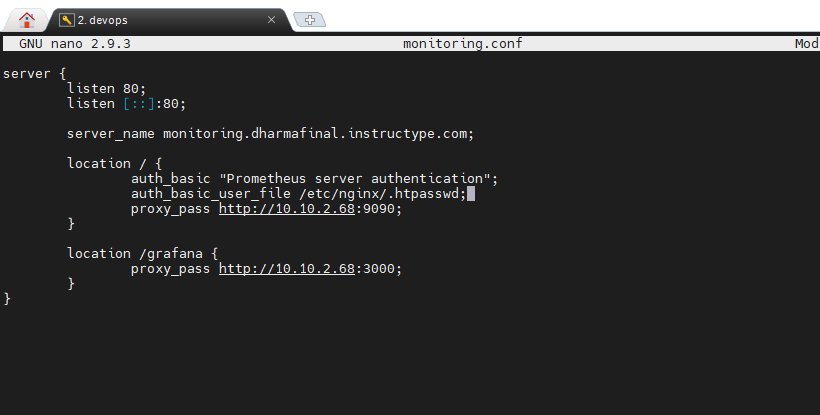 2. devops
GNU nano 2.9.3 monitoring.conf Mod
server {
listen 80;
listen [::]:80;
server_name monitoring.dharmafinal.instructype.com;
location / {
auth_basic "Prometheus server authentication";
auth_basic_user_file /etc/nginx/.htpasswd;
proxy_pass http://10.10.2.68:9090;
}
location /grafana {
proxy_pass http://10.10.2.68:3000;
}
}